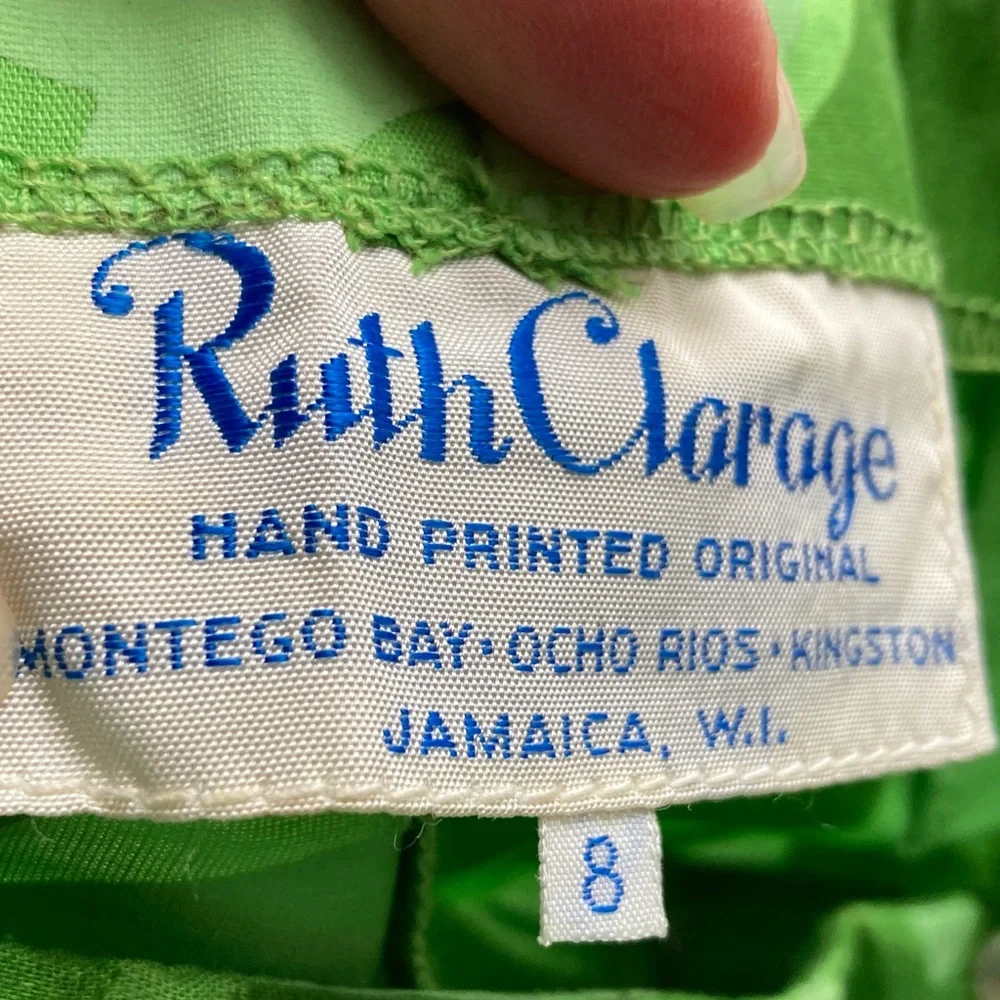 Ruth Clarage
HAND PRINTED ORIGINAL
MONTEGO BAY · OCHO RIOS · KINGSTON
JAMAICA, W.I.
8